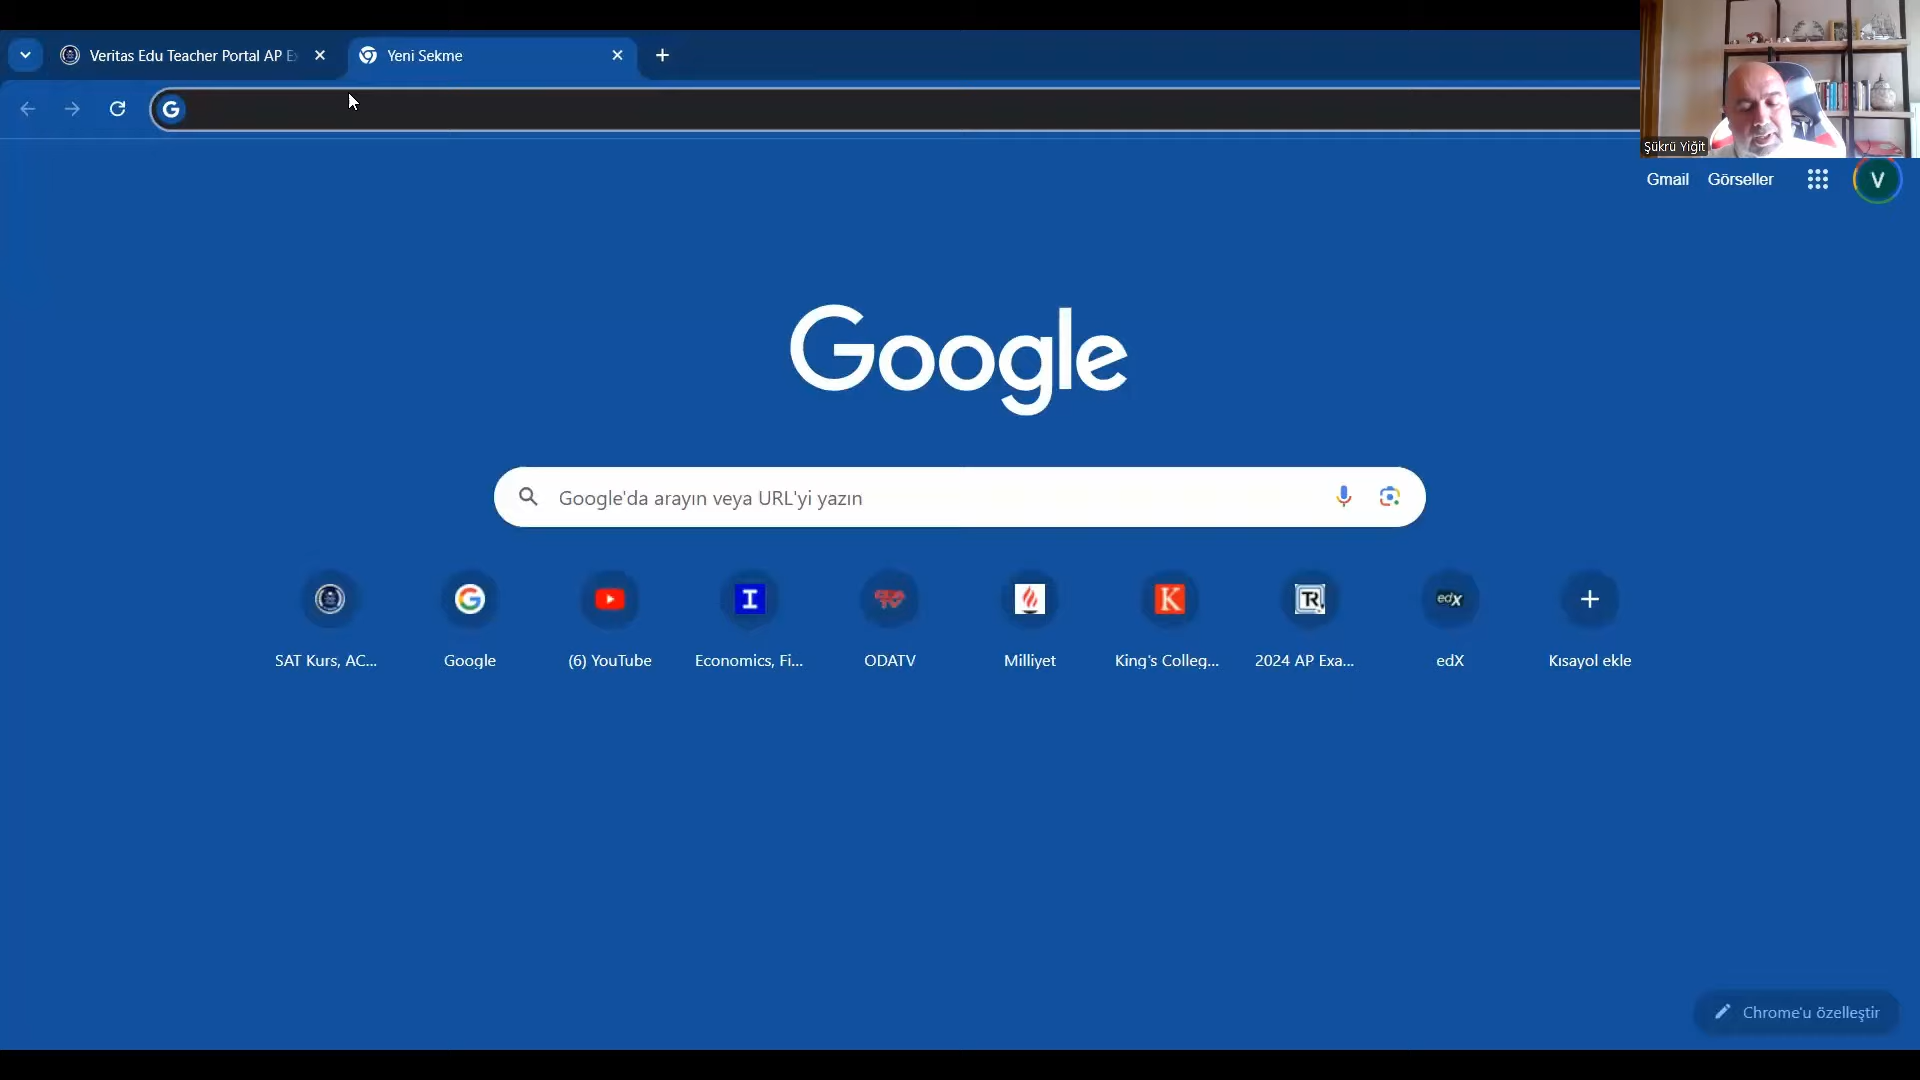 Veritas Edu Teacher Portal AP Ex
Yeni Sekme
Şükrü Yiğit
Gmail
Görseller
V
Google
Google'da arayın veya URL'yi yazın
SAT Kurs, AC...
Google
(6) YouTube
Economics, Fi...
ODATV
Milliyet
King's Colleg...
2024 AP Exa...
edX
Kısayol ekle
Chrome'u özelleştir